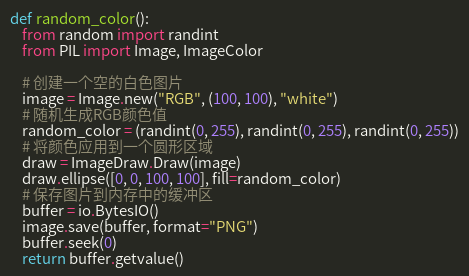 def random_color():
from random import randint
from PIL import Image, ImageColor
# 创建一个空的白色图片
image = Image.new("RGB", (100, 100), "white")
# 随机生成RGB颜色值
random_color = (randint(0, 255), randint(0, 255), randint(0, 255))
# 将颜色应用到一个圆形区域
draw = ImageDraw.Draw(image)
draw.ellipse([0, 0, 100, 100], fill=random_color)
# 保存图片到内存中的缓冲区
buffer = io.BytesIO()
image.save(buffer, format="PNG")
buffer.seek(0)
return buffer.getvalue()